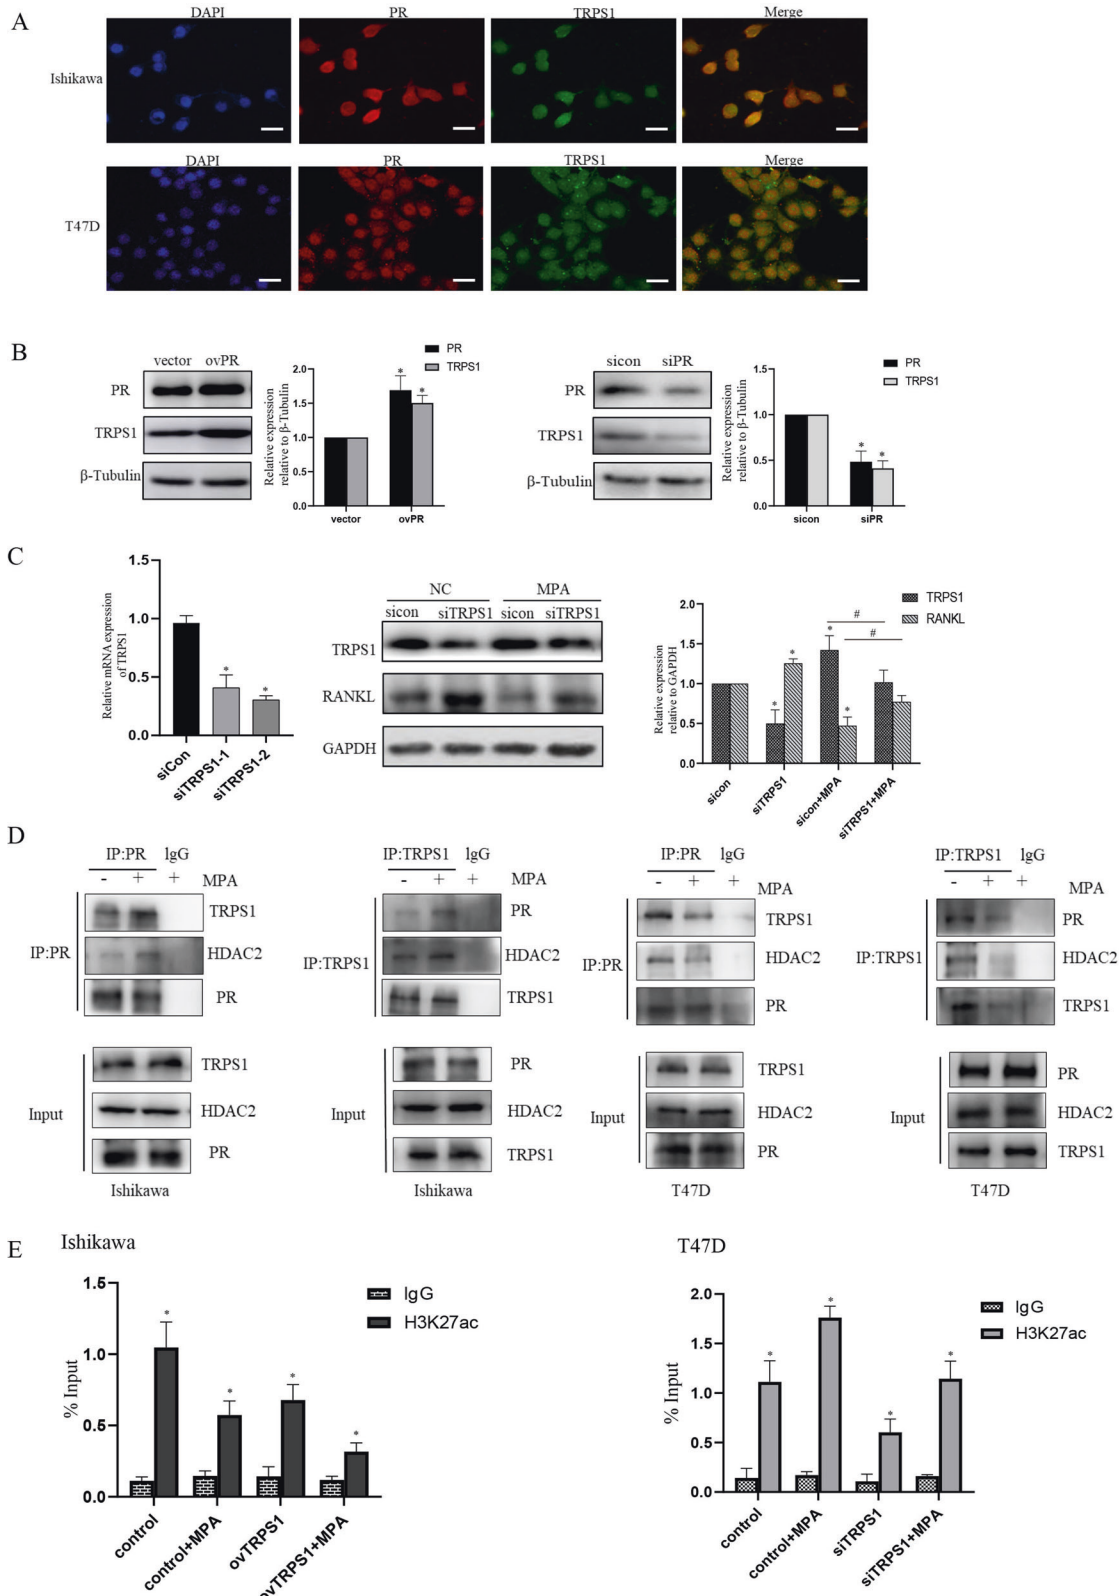 A
DAPI PR TRPS1 Merge
Ishikawa
DAPI PR TRPS1 Merge
T47D
B
vector ovPR
PR
TRPS1
β-Tubulin
Relative expression
relative to β-Tubulin
2.0
1.5
1.0
0.5
0.0
* *
vector ovPR
PR
TRPS1
sicon siPR
PR
TRPS1
β-Tubulin
Relative expression
relative to β-Tubulin
1.5
1.0
0.5
0.0
* *
sicon siPR
PR
TRPS1
C
Relative mRNA expression
of TRPS1
1.5
1.0
0.5
0.0
* *
siCon siTRPS1-1 siTRPS1-2
NC MPA
sicon siTRPS1 sicon siTRPS1
TRPS1
RANKL
GAPDH
Relative expression
relative to GAPDH
2.0
1.5
1.0
0.5
0.0
# #
* * * *
sicon siTRPS1 sicon+MPA siTRPS1+MPA
TRPS1
RANKL
D
IP:PR lgG
- + + MPA
IP:PR
TRPS1
HDAC2
PR
Input
TRPS1
HDAC2
PR
Ishikawa
IP:TRPS1 lgG
- + + MPA
IP:TRPS1
PR
HDAC2
TRPS1
Input
PR
HDAC2
TRPS1
Ishikawa
IP:PR lgG
- + + MPA
IP:PR
TRPS1
HDAC2
PR
Input
TRPS1
HDAC2
PR
T47D
IP:TRPS1 lgG
- + + MPA
IP:TRPS1
PR
HDAC2
TRPS1
Input
PR
HDAC2
TRPS1
T47D
E
Ishikawa
% Input
1.5
1.0
0.5
0.0
* * * *
control control+MPA ovTRPS1 ovTRPS1+MPA
IgG
H3K27ac
T47D
% Input
2.0
1.5
1.0
0.5
0.0
* * * *
control control+MPA siTRPS1 siTRPS1+MPA
IgG
H3K27ac